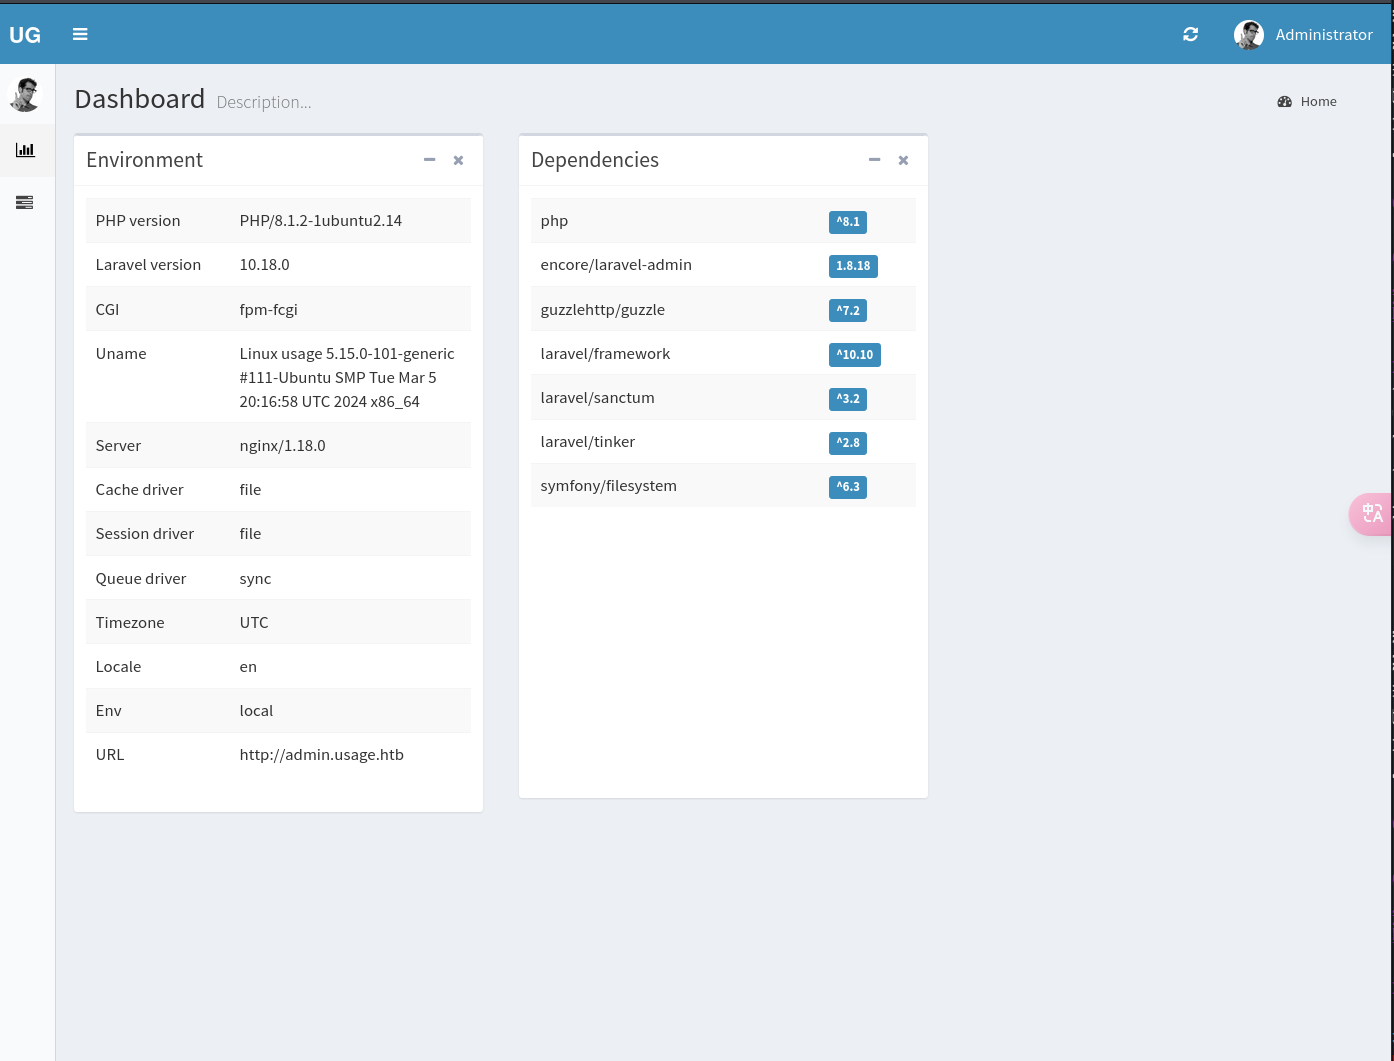 UG
Administrator
Dashboard Description...
Home
Environment
PHP version PHP/8.1.2-1ubuntu2.14
Laravel version 10.18.0
CGI fpm-fcgi
Uname Linux usage 5.15.0-101-generic
#111-Ubuntu SMP Tue Mar 5
20:16:58 UTC 2024 x86_64
Server nginx/1.18.0
Cache driver file
Session driver file
Queue driver sync
Timezone UTC
Locale en
Env local
URL http://admin.usage.htb
Dependencies
php ^8.1
encore/laravel-admin 1.8.18
guzzlehttp/guzzle ^7.2
laravel/framework ^10.10
laravel/sanctum ^3.2
laravel/tinker ^2.8
symfony/filesystem ^6.3
中A